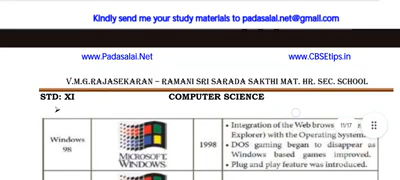 Kindly send me your study materials to padasalai.net@gmail.com
www.Padasalai.Net www.CBSEtips.in
V.M.G.RAJASEKARAN – RAMANI SRI SARADA SAKTHI MAT. HR. SEC. SCHOOL
STD: XI COMPUTER SCIENCE
• Integration of the Web brows 11/17
Explorer) with the Operating System.
Windows
98
MICROSOFT.
WINDOWS
1998
• DOS gaming began to disappear as
Windows based games improved.
• Plug and play feature was introduced.